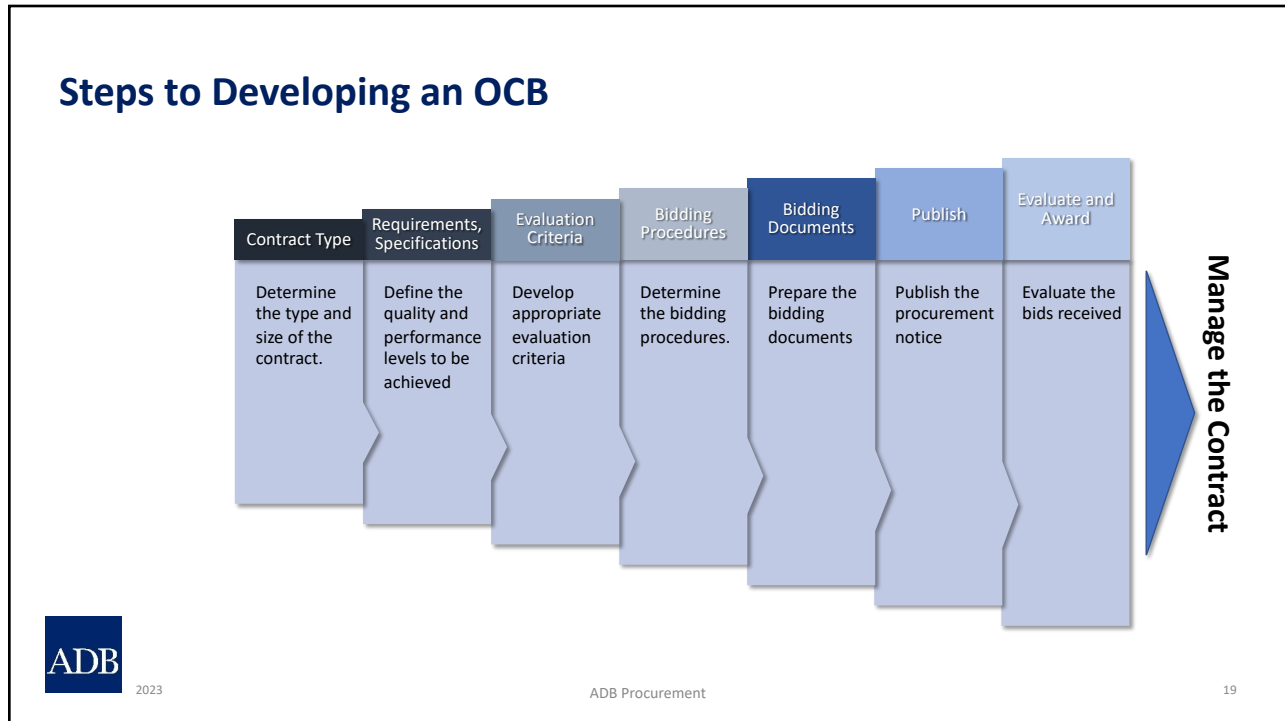 Steps to Developing an OCB
Contract Type
Determine
the type and
size of the
contract.
Requirements,
Specifications
Define the
quality and
performance
levels to be
achieved
Evaluation
Criteria
Develop
appropriate
evaluation
criteria
Bidding
Procedures
Determine
the bidding
procedures.
Bidding
Documents
Prepare the
bidding
documents
Publish
Publish the
procurement
notice
Evaluate and
Award
Evaluate the
bids received
Manage the Contract
ADB
2023
ADB Procurement
19